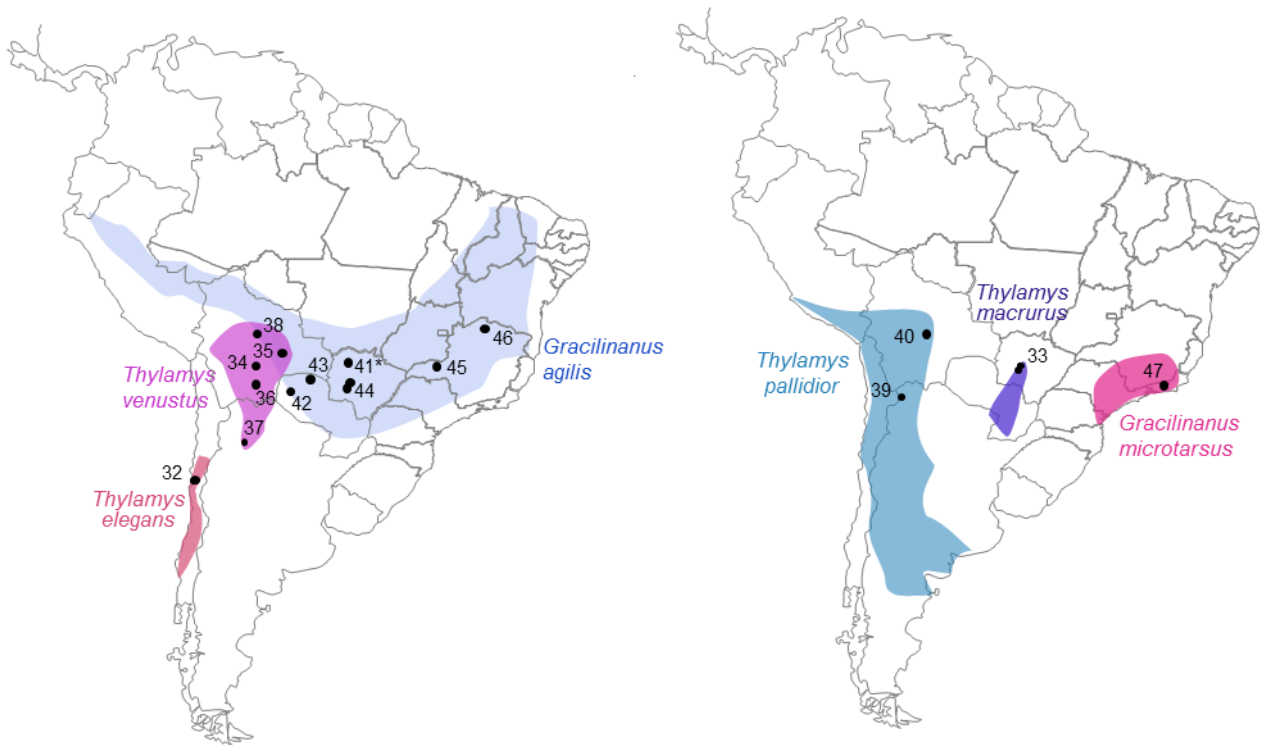 38
35
34
43
41*
46
Thylamys
venustus
36
42
44
45
Gracilinanus
agilis
37
32
Thylamys
elegans
Thylamys
macrurus
40
33
Thylamys
pallidior
39
47
Gracilinanus
microtarsus